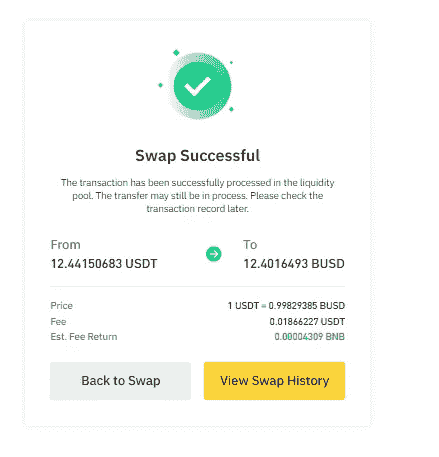 Swap Successful
The transaction has been successfully processed in the liquidity
pool. The transfer may still be in process. Please check the
transaction record later.
From
To
12.44150683 USDT
12.4016493 BUSD
Price
1 USDT = 0.99829385 BUSD
Fee
0.01866227 USDT
Est. Fee Return
0.00004309 BNB
Back to Swap
View Swap History